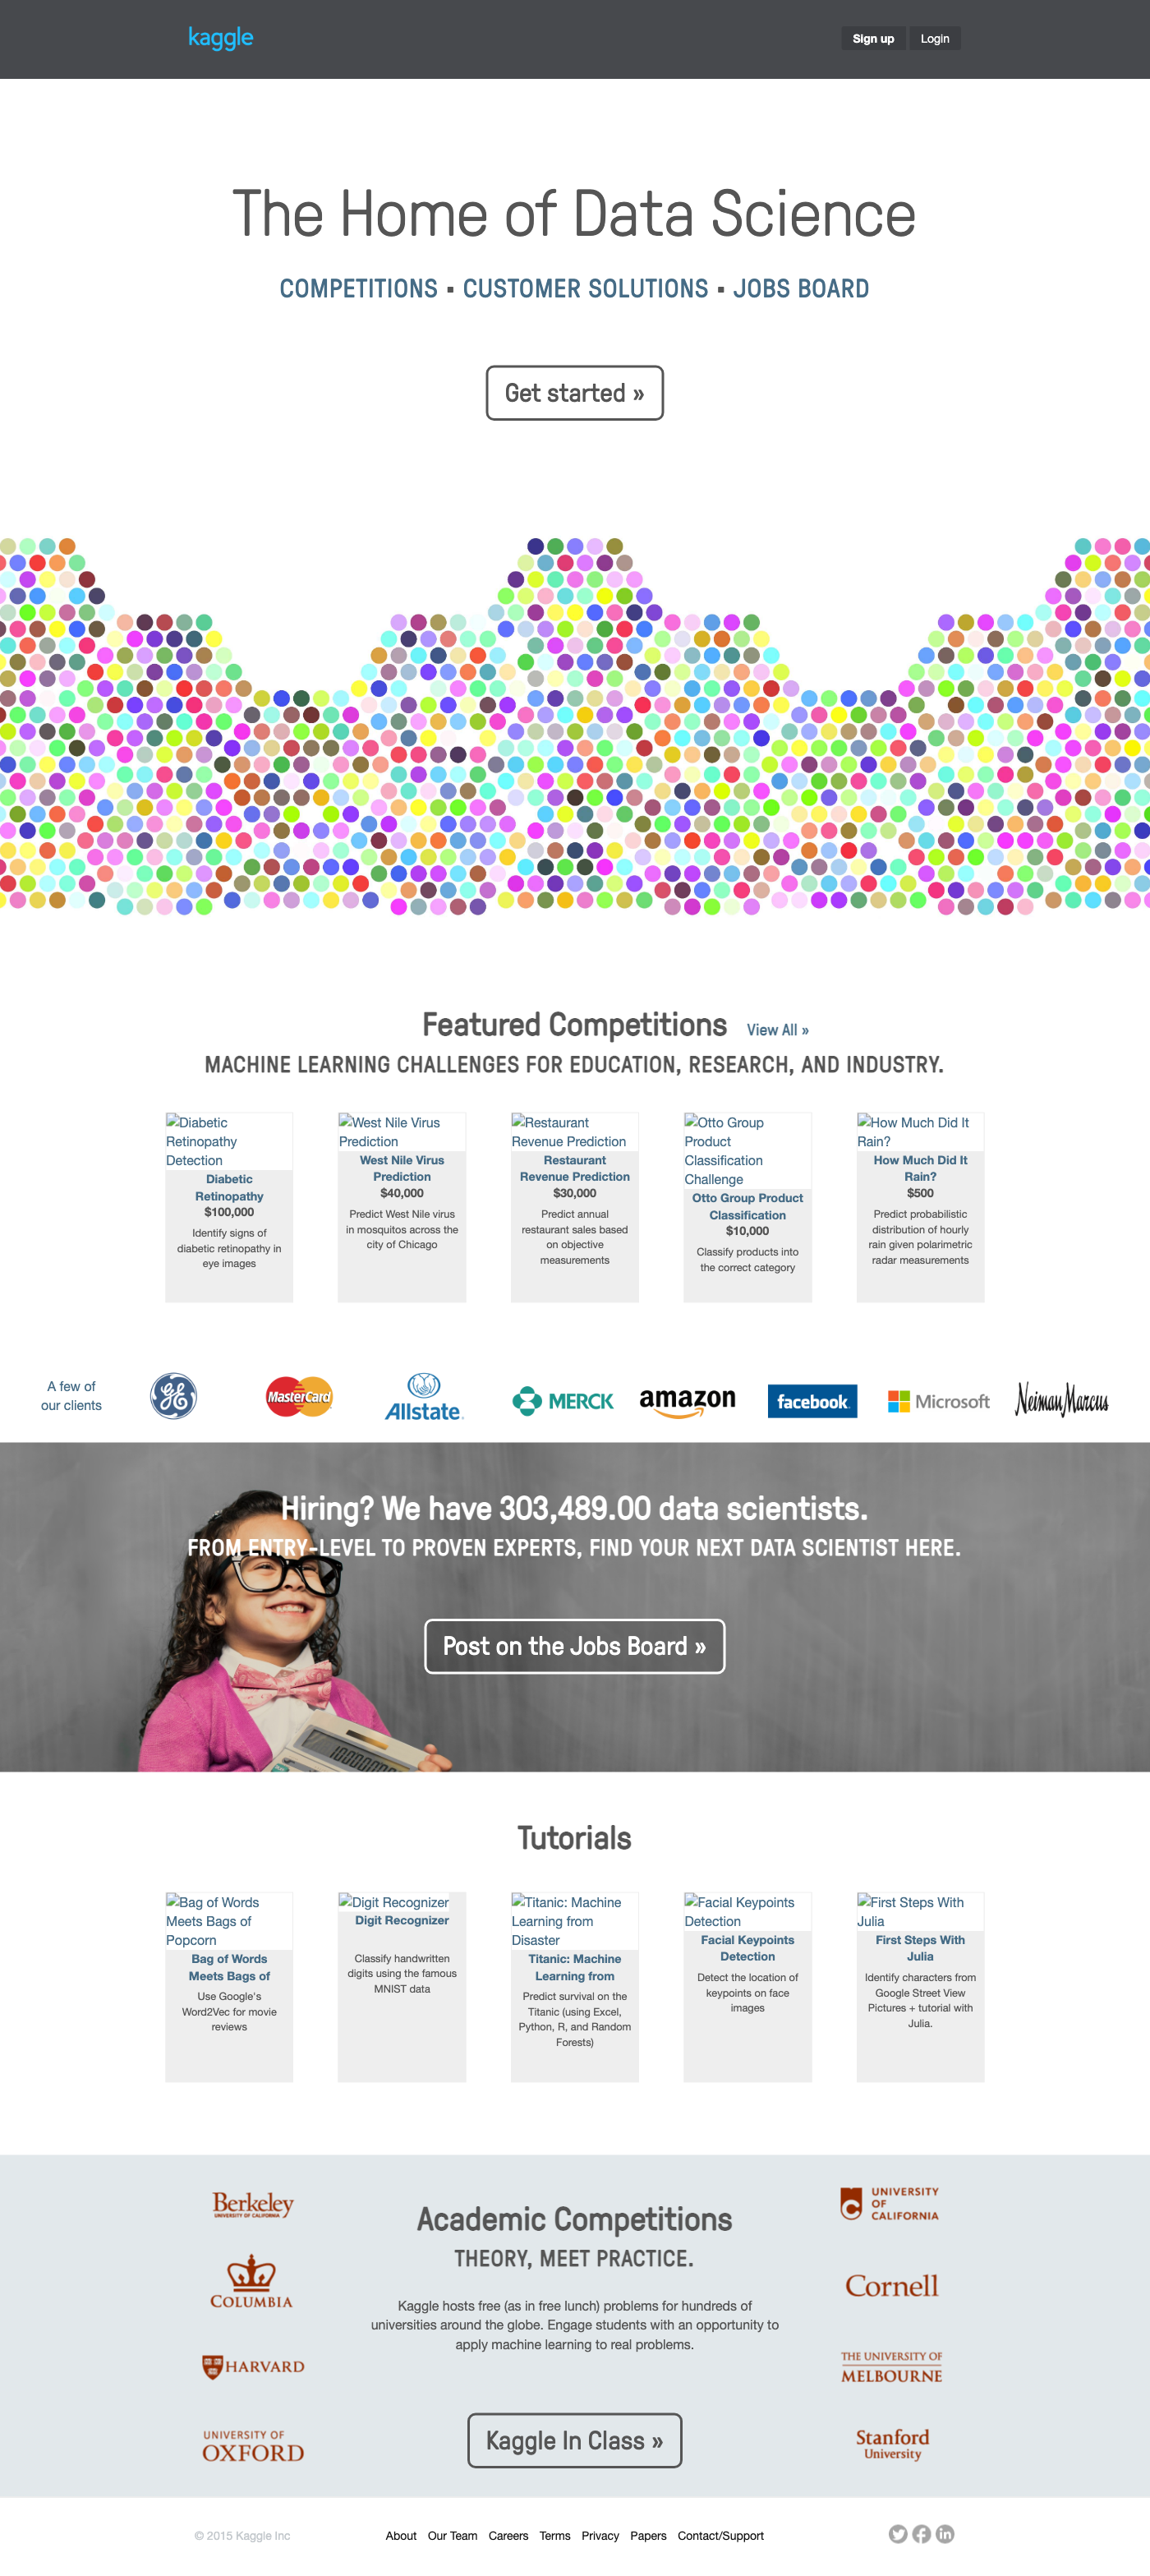 kaggle
Sign up Login
The Home of Data Science
COMPETITIONS ▪ CUSTOMER SOLUTIONS ▪ JOBS BOARD
Get started »
Featured Competitions View All »
MACHINE LEARNING CHALLENGES FOR EDUCATION, RESEARCH, AND INDUSTRY.
Diabetic
Retinopathy
Detection
Diabetic
Retinopathy
$100,000
Identify signs of
diabetic retinopathy in
eye images
West Nile Virus
Prediction
West Nile Virus
Prediction
$40,000
Predict West Nile virus
in mosquitos across the
city of Chicago
Restaurant
Revenue Prediction
Restaurant
Revenue Prediction
$30,000
Predict annual
restaurant sales based
on objective
measurements
Otto Group
Product
Classification
Challenge
Otto Group Product
Classification
$10,000
Classify products into
the correct category
How Much Did It
Rain?
How Much Did It
Rain?
$500
Predict probabilistic
distribution of hourly
rain given polarimetric
radar measurements
A few of
our clients
GE
MasterCard
Allstate
MERCK
amazon
facebook
Microsoft
Neiman Marcus
Hiring? We have 303,489.00 data scientists.
FROM ENTRY-LEVEL TO PROVEN EXPERTS, FIND YOUR NEXT DATA SCIENTIST HERE.
Post on the Jobs Board »
Tutorials
Bag of Words
Meets Bags of
Popcorn
Bag of Words
Meets Bags of
Use Google's
Word2Vec for movie
reviews
Digit Recognizer
Digit Recognizer
Classify handwritten
digits using the famous
MNIST data
Titanic: Machine
Learning from
Disaster
Titanic: Machine
Learning from
Predict survival on the
Titanic (using Excel,
Python, R, and Random
Forests)
Facial Keypoints
Detection
Facial Keypoints
Detection
Detect the location of
keypoints on face
images
First Steps With
Julia
First Steps With
Julia
Identify characters from
Google Street View
Pictures + tutorial with
Julia.
Berkeley
UNIVERSITY OF CALIFORNIA
COLUMBIA
HARVARD
UNIVERSITY OF
OXFORD
Academic Competitions
THEORY, MEET PRACTICE.
Kaggle hosts free (as in free lunch) problems for hundreds of
universities around the globe. Engage students with an opportunity to
apply machine learning to real problems.
Kaggle In Class »
UNIVERSITY
OF
CALIFORNIA
Cornell
THE UNIVERSITY OF
MELBOURNE
Stanford
University
© 2015 Kaggle Inc
About Our Team Careers Terms Privacy Papers Contact/Support